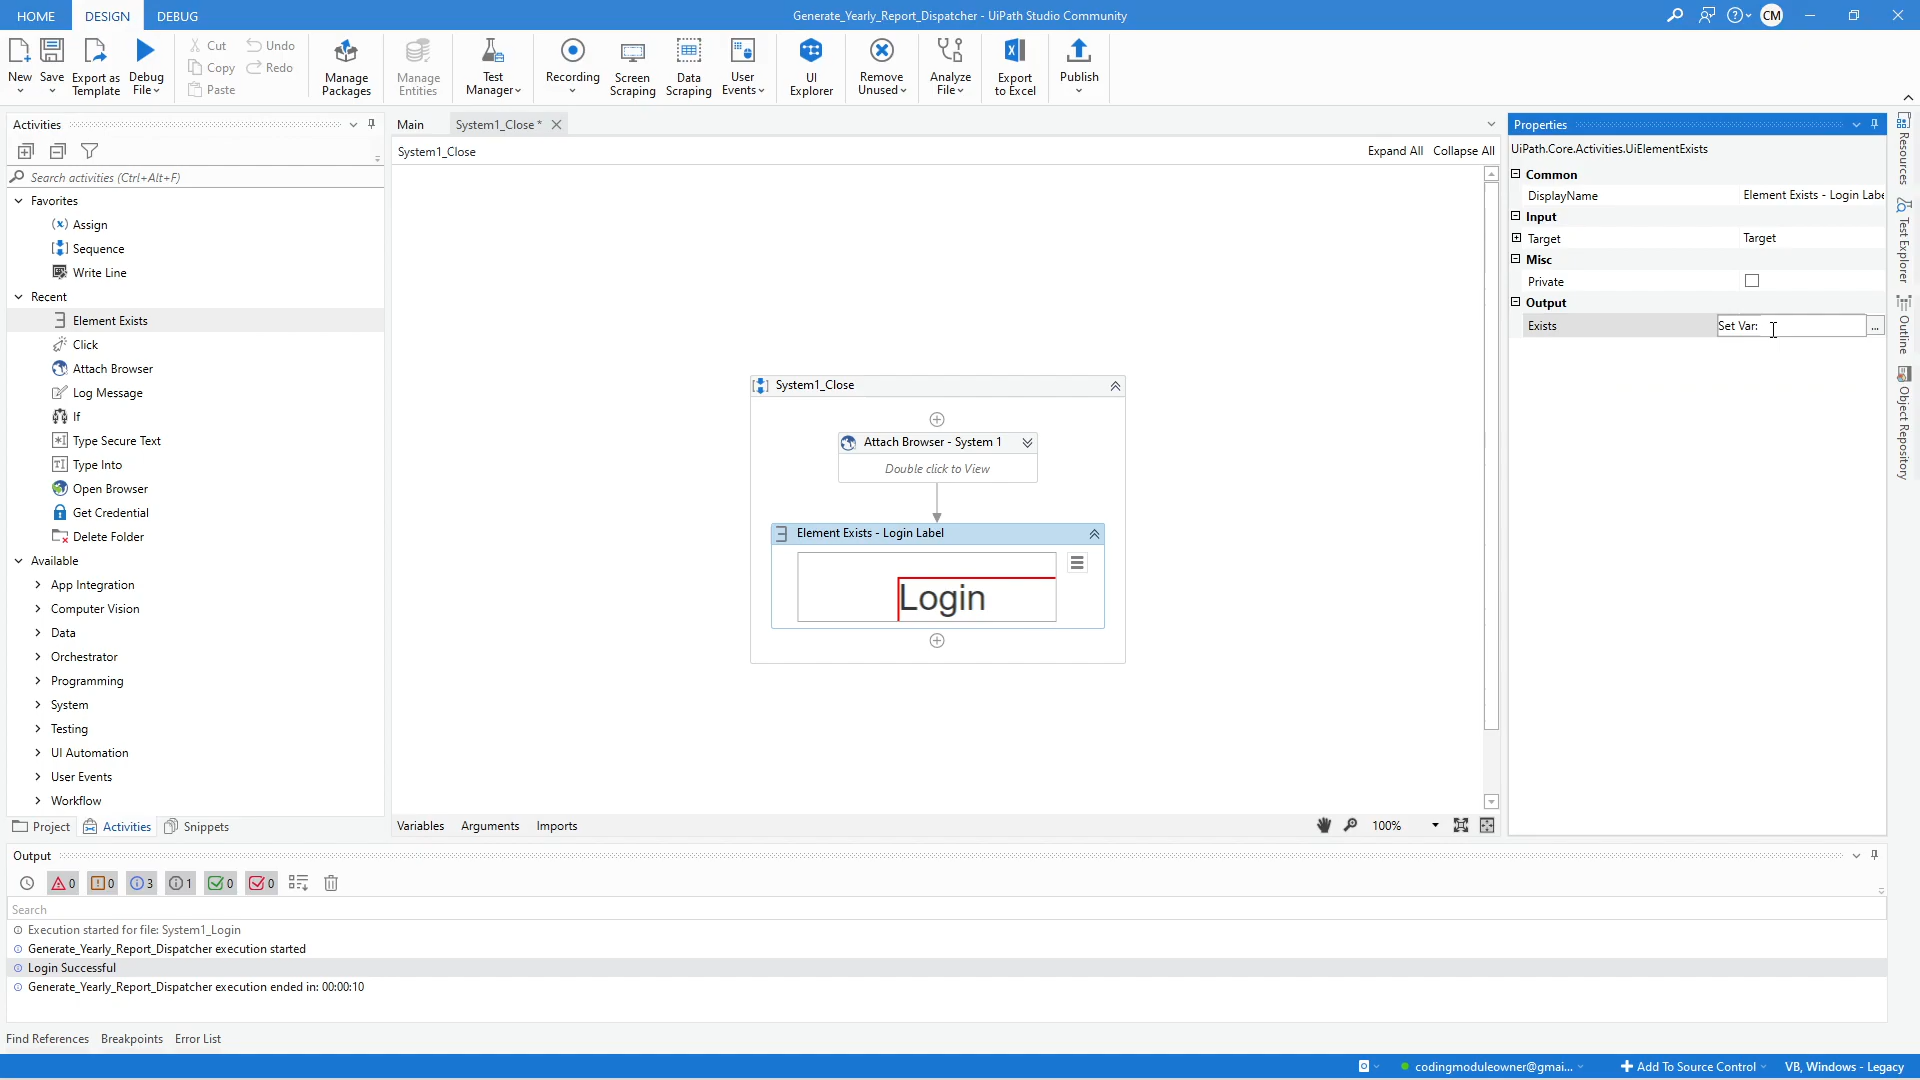 HOME DESIGN DEBUG
Generate_Yearly_Report_Dispatcher - UiPath Studio Community
CM
New
Save
Export as Template
Debug File
Cut
Copy
Paste
Undo
Redo
Manage Packages
Manage Entities
Test Manager
Recording
Screen Scraping
Data Scraping
User Events
UI Explorer
Remove Unused
Analyze File
Export to Excel
Publish
Activities
Search activities (Ctrl+Alt+F)
Favorites
Assign
Sequence
Write Line
Recent
Element Exists
Click
Attach Browser
Log Message
If
Type Secure Text
Type Into
Open Browser
Get Credential
Delete Folder
Available
App Integration
Computer Vision
Data
Orchestrator
Programming
System
Testing
UI Automation
User Events
Workflow
Project Activities Snippets
Main System1_Close *
System1_Close
Expand All Collapse All
System1_Close
Attach Browser - System 1
Double click to View
Element Exists - Login Label
Login
Variables Arguments Imports
100%
Properties
UiPath.Core.Activities.UiElementExists
Common
DisplayName Element Exists - Login Labe
Input
Target Target
Misc
Private
Output
Exists Set Var: ...
Resources
Test Explorer
Outline
Object Repository
Output
0 0 3 1 0 0
Search
Execution started for file: System1_Login
Generate_Yearly_Report_Dispatcher execution started
Login Successful
Generate_Yearly_Report_Dispatcher execution ended in: 00:00:10
Find References Breakpoints Error List
codingmoduleowner@gmai...
Add To Source Control
VB, Windows - Legacy